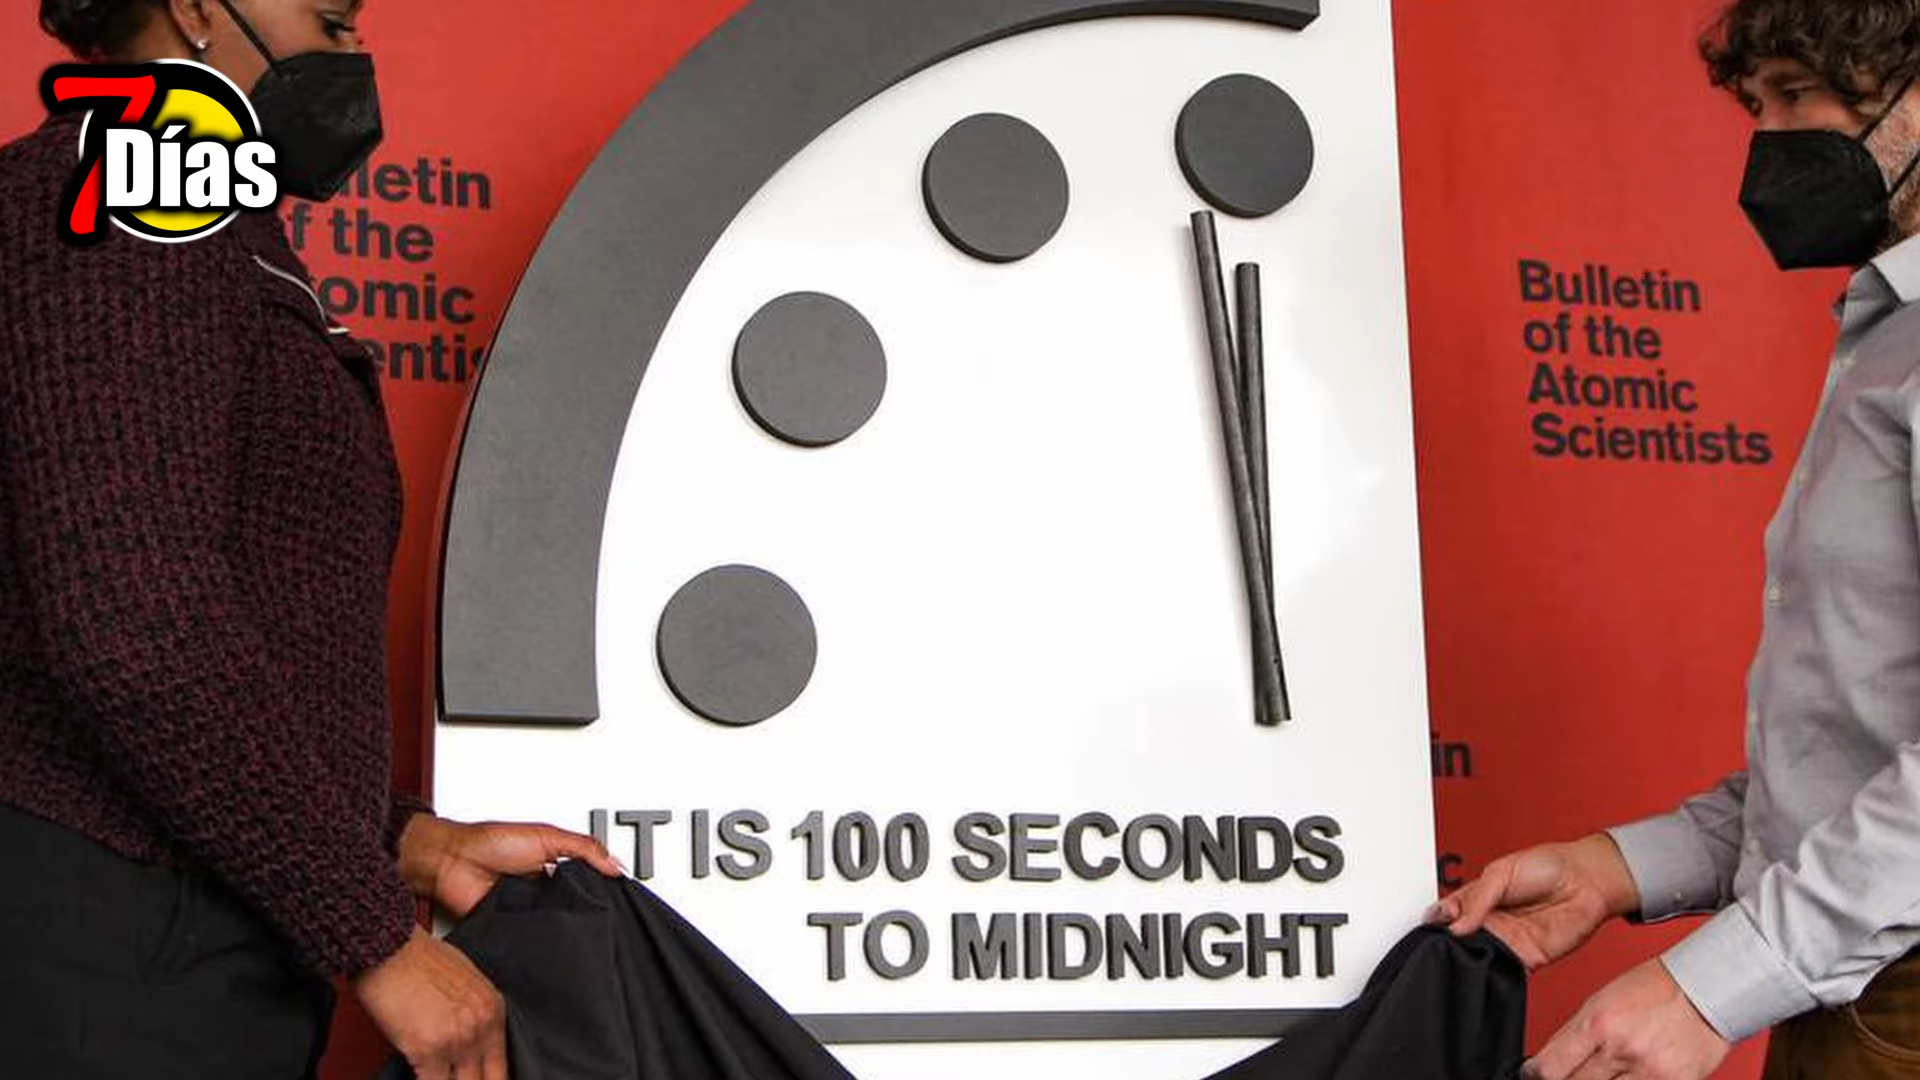 7
Días
Bulletin
of the
Atomic
Scientists
IT IS 100 SECONDS
TO MIDNIGHT